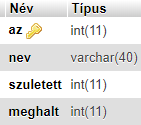 Név Típus
az int(11)
nev varchar(40)
szuletett int(11)
meghalt int(11)